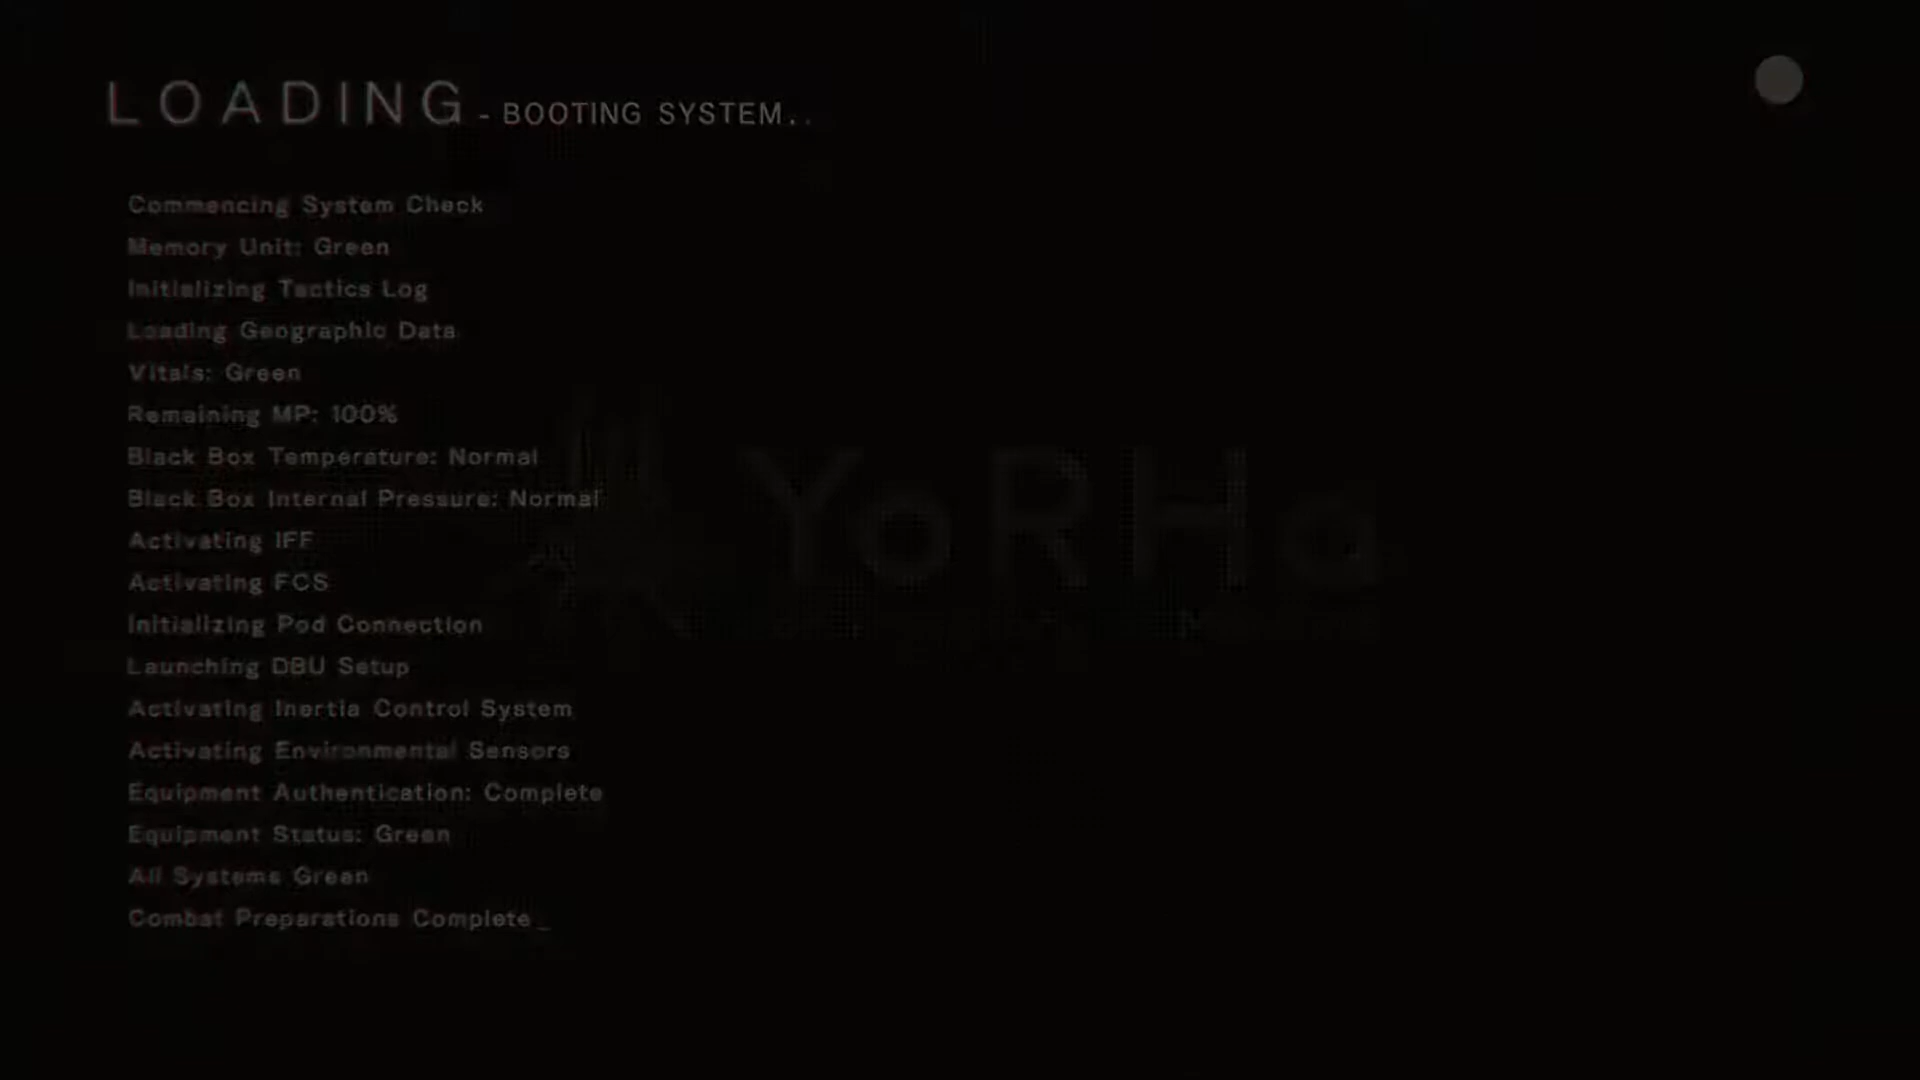 LOADING - BOOTING SYSTEM..
Commencing System Check
Memory Unit: Green
Initializing Tactics Log
Loading Geographic Data
Vitals: Green
Remaining MP: 100%
Black Box Temperature: Normal
Black Box Internal Pressure: Normal
Activating IFF
Activating FCS
Initializing Pod Connection
Launching DBU Setup
Activating Inertia Control System
Activating Environmental Sensors
Equipment Authentication: Complete
Equipment Status: Green
All Systems Green
Combat Preparations Complete _
YoRHa